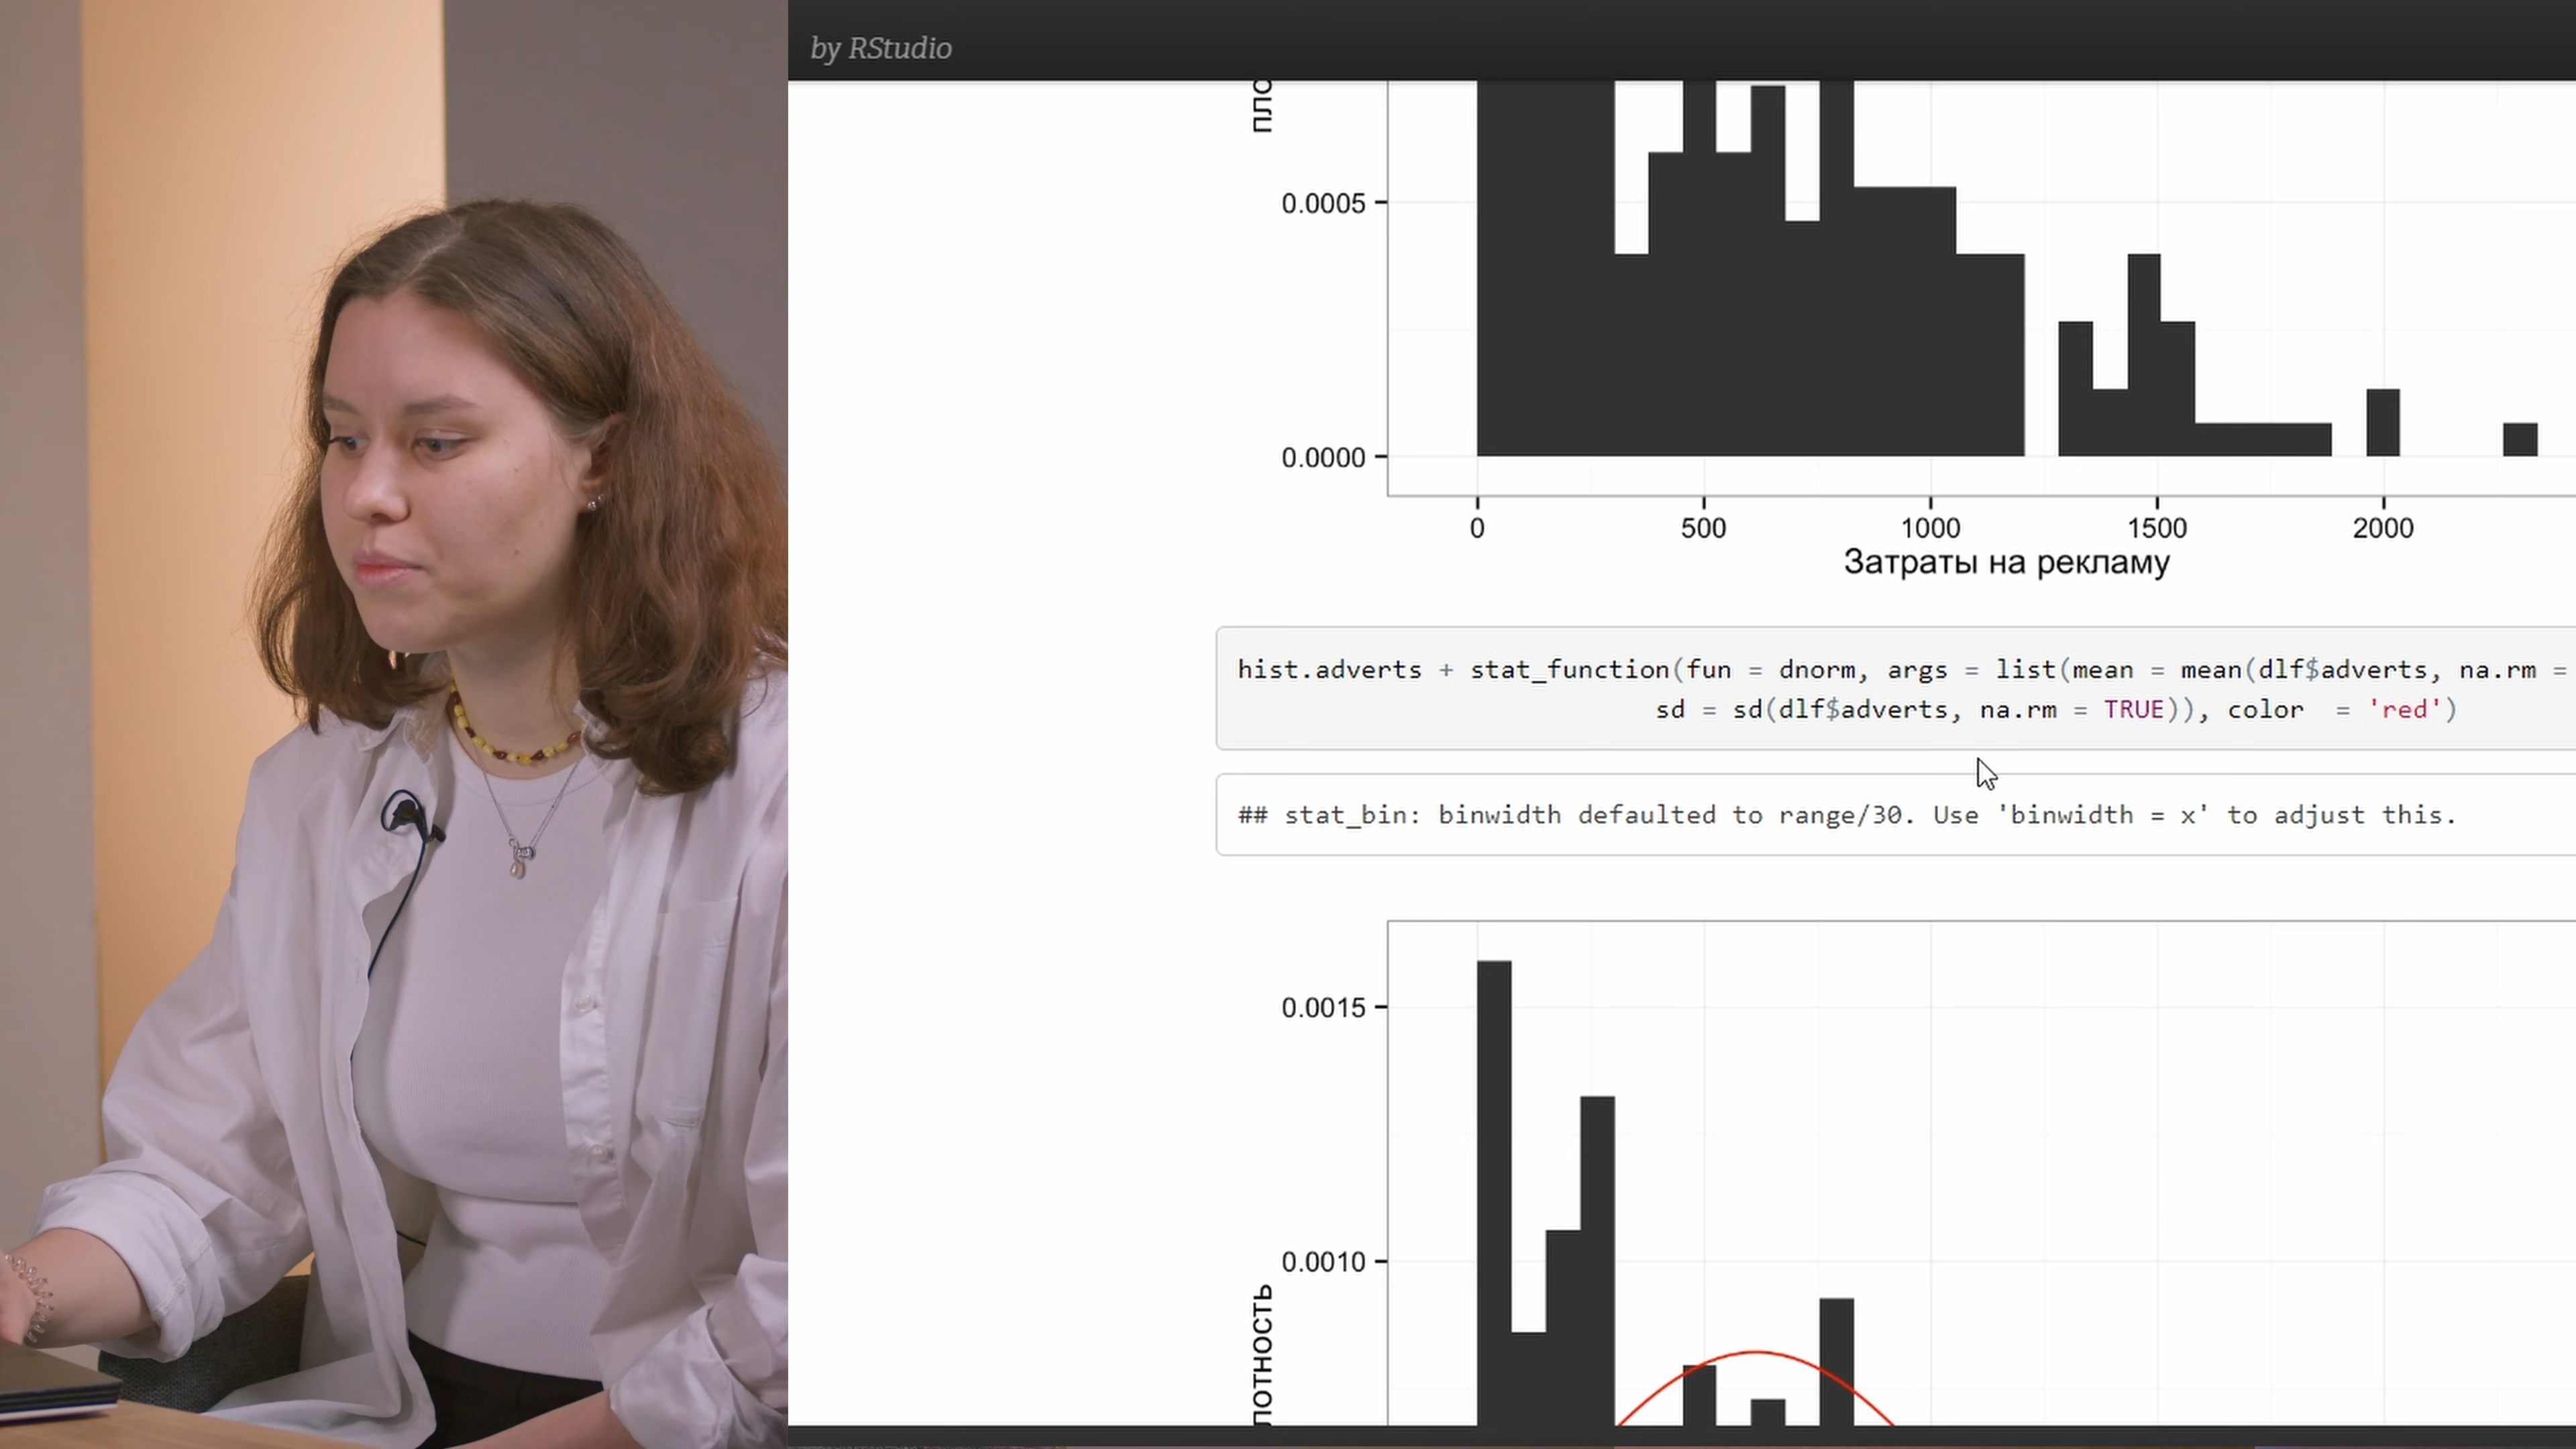 by RStudio
0.0005
0.0000
0
500
1000
1500
2000
Затраты на рекламу
hist.adverts + stat_function(fun = dnorm, args = list(mean = mean(dlf$adverts, na.rm =
sd = sd(dlf$adverts, na.rm = TRUE)), color  = 'red')
## stat_bin: binwidth defaulted to range/30. Use 'binwidth = x' to adjust this.
0.0015
0.0010